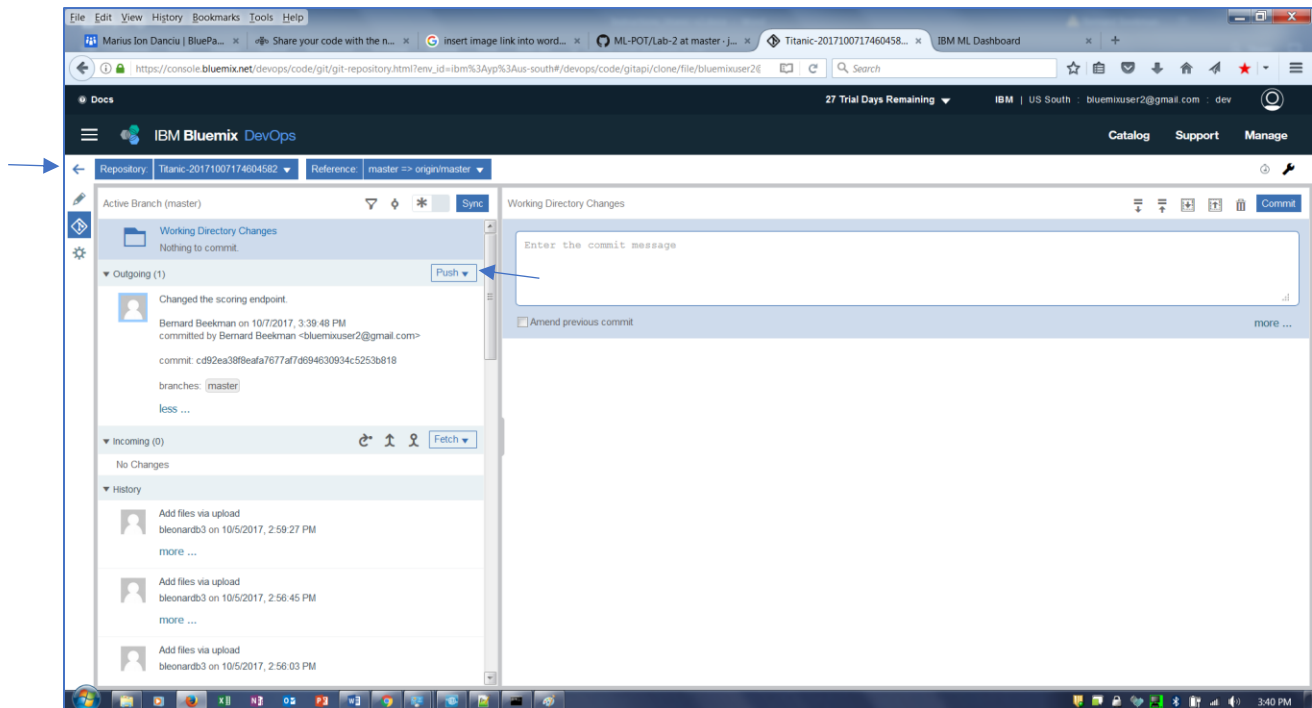 File Edit View History Bookmarks Tools Help
Marius Ion Danciu | BluePa... × Share your code with the n... × insert image link into word... × ML-POT/Lab-2 at master · j... × Titanic-2017100717460458... × IBM ML Dashboard × +
https://console.bluemix.net/devops/code/git/git-repository.html?env_id=ibm%3Ayp%3Aus-south#/devops/code/gitapi/clone/file/bluemixuser2@ Search
Docs 27 Trial Days Remaining IBM | US South : bluemixuser2@gmail.com : dev
IBM Bluemix DevOps Catalog Support Manage
Repository: Titanic-20171007174604582 Reference: master => origin/master
Active Branch (master) Sync Working Directory Changes Commit
Working Directory Changes
Nothing to commit.
Enter the commit message
Outgoing (1) Push
Changed the scoring endpoint.
Bernard Beekman on 10/7/2017, 3:39:48 PM
committed by Bernard Beekman <bluemixuser2@gmail.com>
Amend previous commit more ...
commit: cd92ea38f8eafa7677af7d694630934c5253b818
branches: master
less ...
Incoming (0) Fetch
No Changes
History
Add files via upload
bleonardb3 on 10/5/2017, 2:59:27 PM
more ...
Add files via upload
bleonardb3 on 10/5/2017, 2:56:45 PM
more ...
Add files via upload
bleonardb3 on 10/5/2017, 2:56:03 PM
3:40 PM